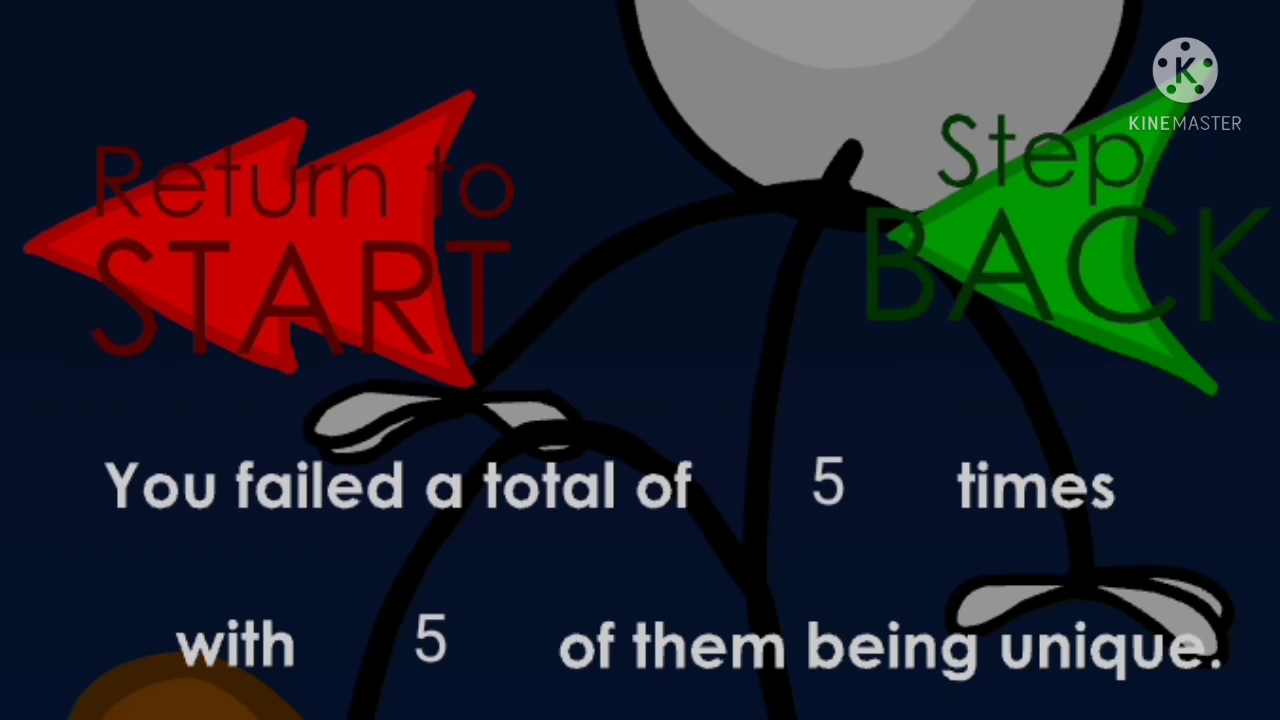 KINEMASTER
Return to
START
Step
BACK
You failed a total of 5 times
with 5 of them being unique.